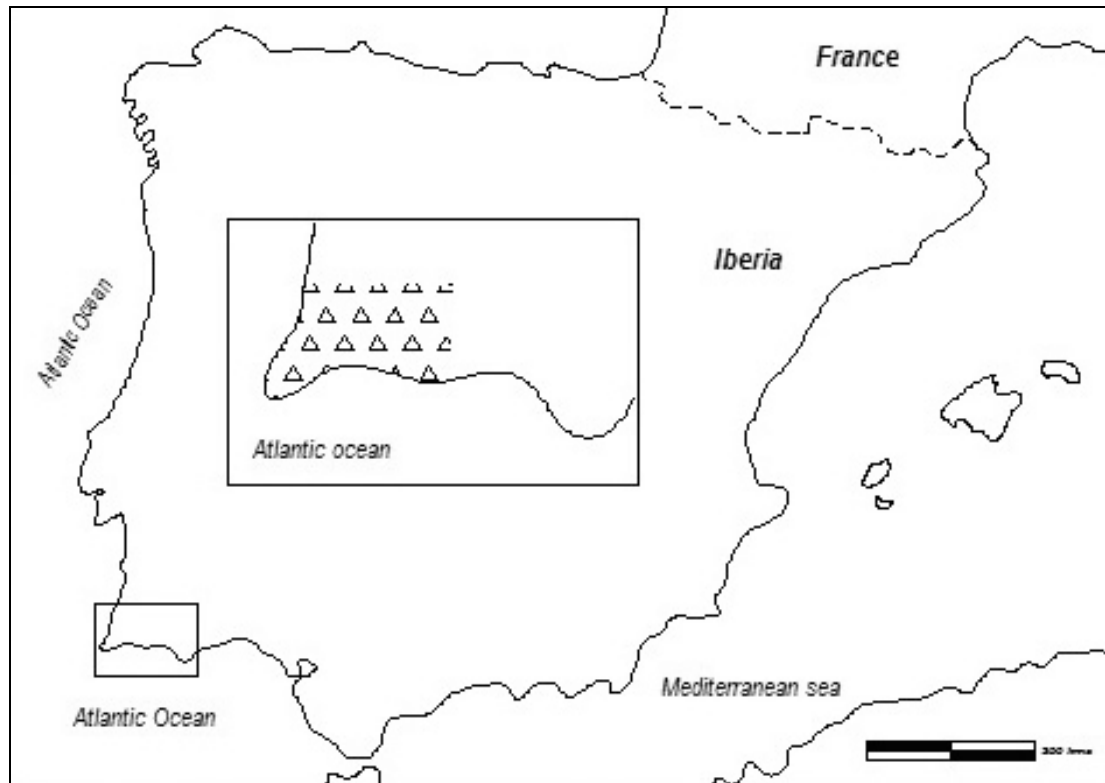 France
Iberia
Atlantic Ocean
Atlantic ocean
Mediterranean sea
Atlantic Ocean